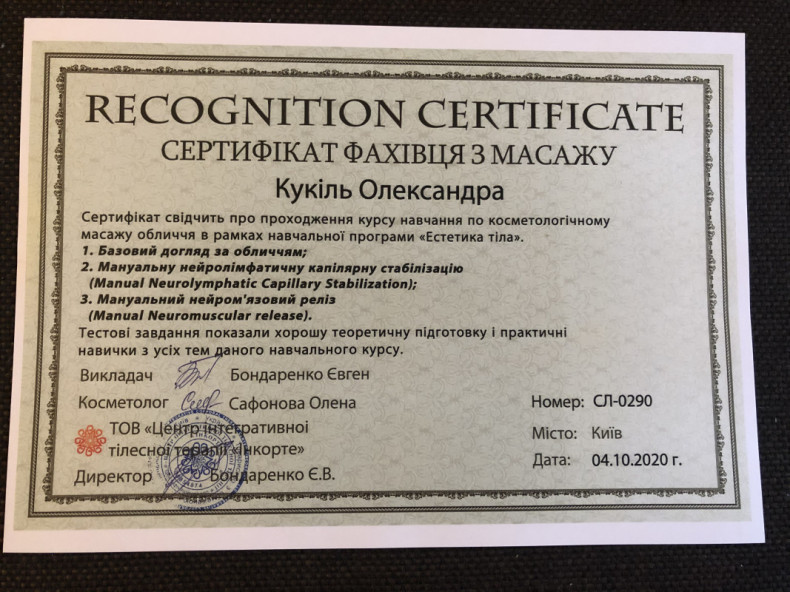 RECOGNITION CERTIFICATE
СЕРТИФІКАТ ФАХІВЦЯ З МАСАЖУ
Кукіль Олександра
Сертифікат свідчить про проходження курсу навчання по косметологічному
масажу обличчя в рамках навчальної програми «Естетика тіла».
1. Базовий догляд за обличчям;
2. Мануальну нейролімфатичну капілярну стабілізацію
(Manual Neurolymphatic Capillary Stabilization);
3. Мануальний нейром'язовий реліз
(Manual Neuromuscular release).
Тестові завдання показали хорошу теоретичну підготовку і практичні
навички з усіх тем даного навчального курсу.
Викладач Бондаренко Євген
Косметолог Сафонова Олена
ТОВ «Центр інтегративної
тілесної терапії «Інкорте»
Директор Бондаренко Є.В.
Номер: СЛ-0290
Місто: Київ
Дата: 04.10.2020 г.